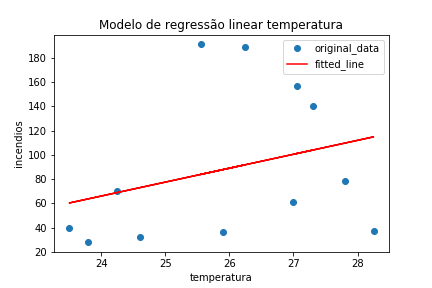 Modelo de regressão linear temperatura
original_data
fitted_line
incendios
180
160
140
120
100
80
60
40
20
24 25 26 27 28
temperatura